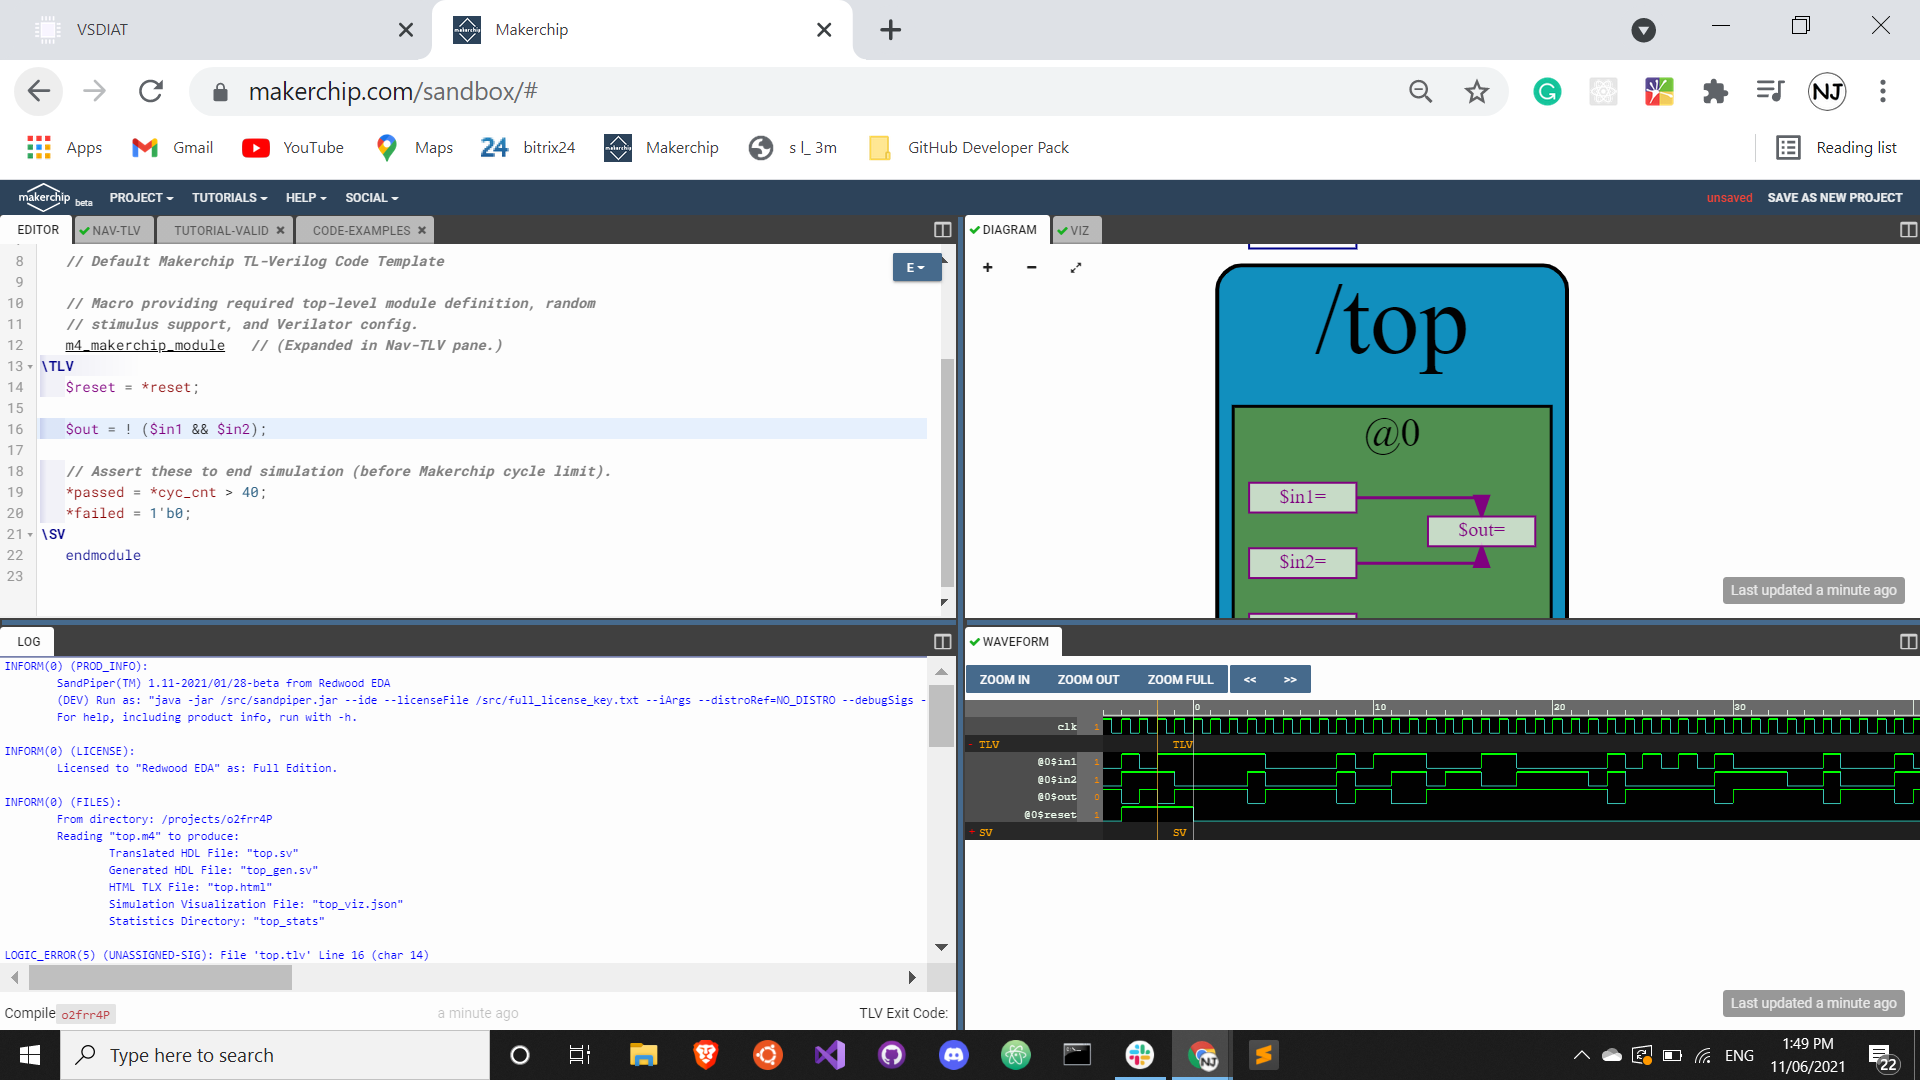 VSDIAT
Makerchip
makerchip.com/sandbox/#
NJ
Apps
Gmail
YouTube
Maps
24 bitrix24
Makerchip
s l_ 3m
GitHub Developer Pack
Reading list
makerchip beta
PROJECT
TUTORIALS
HELP
SOCIAL
unsaved
SAVE AS NEW PROJECT
EDITOR
NAV-TLV
TUTORIAL-VALID
CODE-EXAMPLES
8 // Default Makerchip TL-Verilog Code Template
9
10 // Macro providing required top-level module definition, random
11 // stimulus support, and Verilator config.
12 m4_makerchip_module // (Expanded in Nav-TLV pane.)
13 \TLV
14 $reset = *reset;
15
16 $out = ! ($in1 && $in2);
17
18 // Assert these to end simulation (before Makerchip cycle limit).
19 *passed = *cyc_cnt > 40;
20 *failed = 1'b0;
21 \SV
22 endmodule
23
E
DIAGRAM
VIZ
/top
@0
$in1=
$out=
$in2=
Last updated a minute ago
LOG
INFORM(0) (PROD_INFO):
SandPiper(TM) 1.11-2021/01/28-beta from Redwood EDA
(DEV) Run as: "java -jar /src/sandpiper.jar --ide --licenseFile /src/full_license_key.txt --iArgs --distroRef=NO_DISTRO --debugSigs -
For help, including product info, run with -h.
INFORM(0) (LICENSE):
Licensed to "Redwood EDA" as: Full Edition.
INFORM(0) (FILES):
From directory: /projects/o2frr4P
Reading "top.m4" to produce:
Translated HDL File: "top.sv"
Generated HDL File: "top_gen.sv"
HTML TLX File: "top.html"
Simulation Visualization File: "top_viz.json"
Statistics Directory: "top_stats"
LOGIC_ERROR(5) (UNASSIGNED-SIG): File 'top.tlv' Line 16 (char 14)
Compile o2frr4P
a minute ago
TLV Exit Code:
WAVEFORM
ZOOM IN
ZOOM OUT
ZOOM FULL
<<
>>
0 10 20 30
clk 1
- TLV TLV
@0$in1 1
@0$in2 1
@0$out 0
@0$reset 1
+ SV SV
Last updated a minute ago
Type here to search
NJ
ENG
1:49 PM
11/06/2021
22